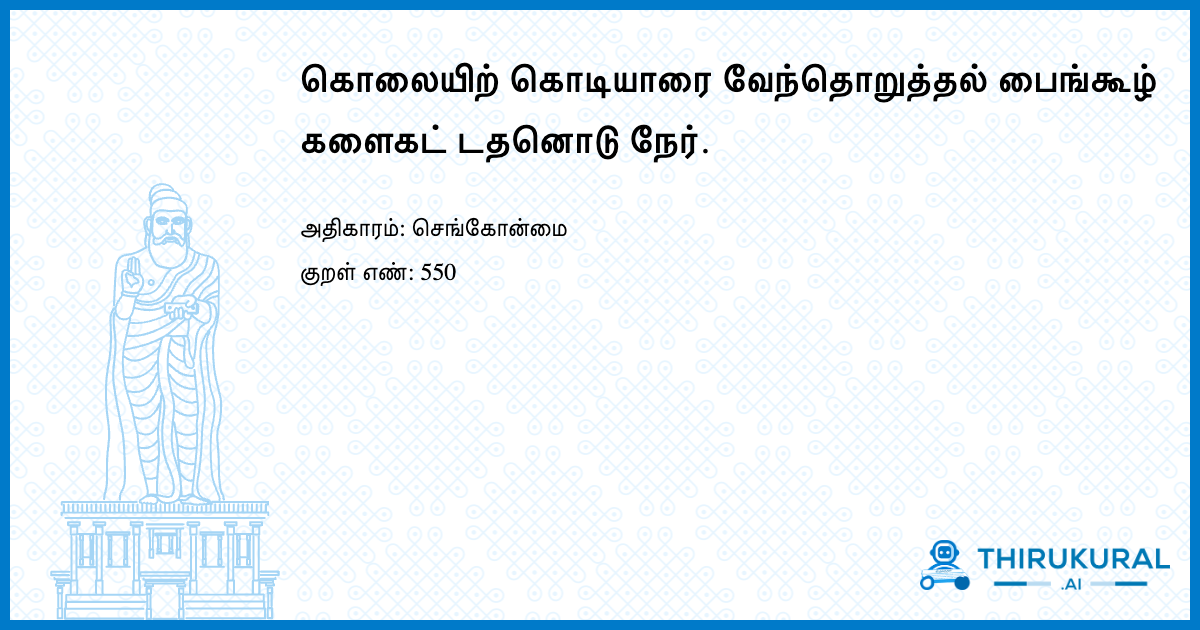 கொலையிற் கொடியாரை வேந்தொறுத்தல் பைங்கூழ்
களைகட் டதனொடு நேர்.
அதிகாரம்: செங்கோன்மை
குறள் எண்: 550
THIRUKURAL
.AI